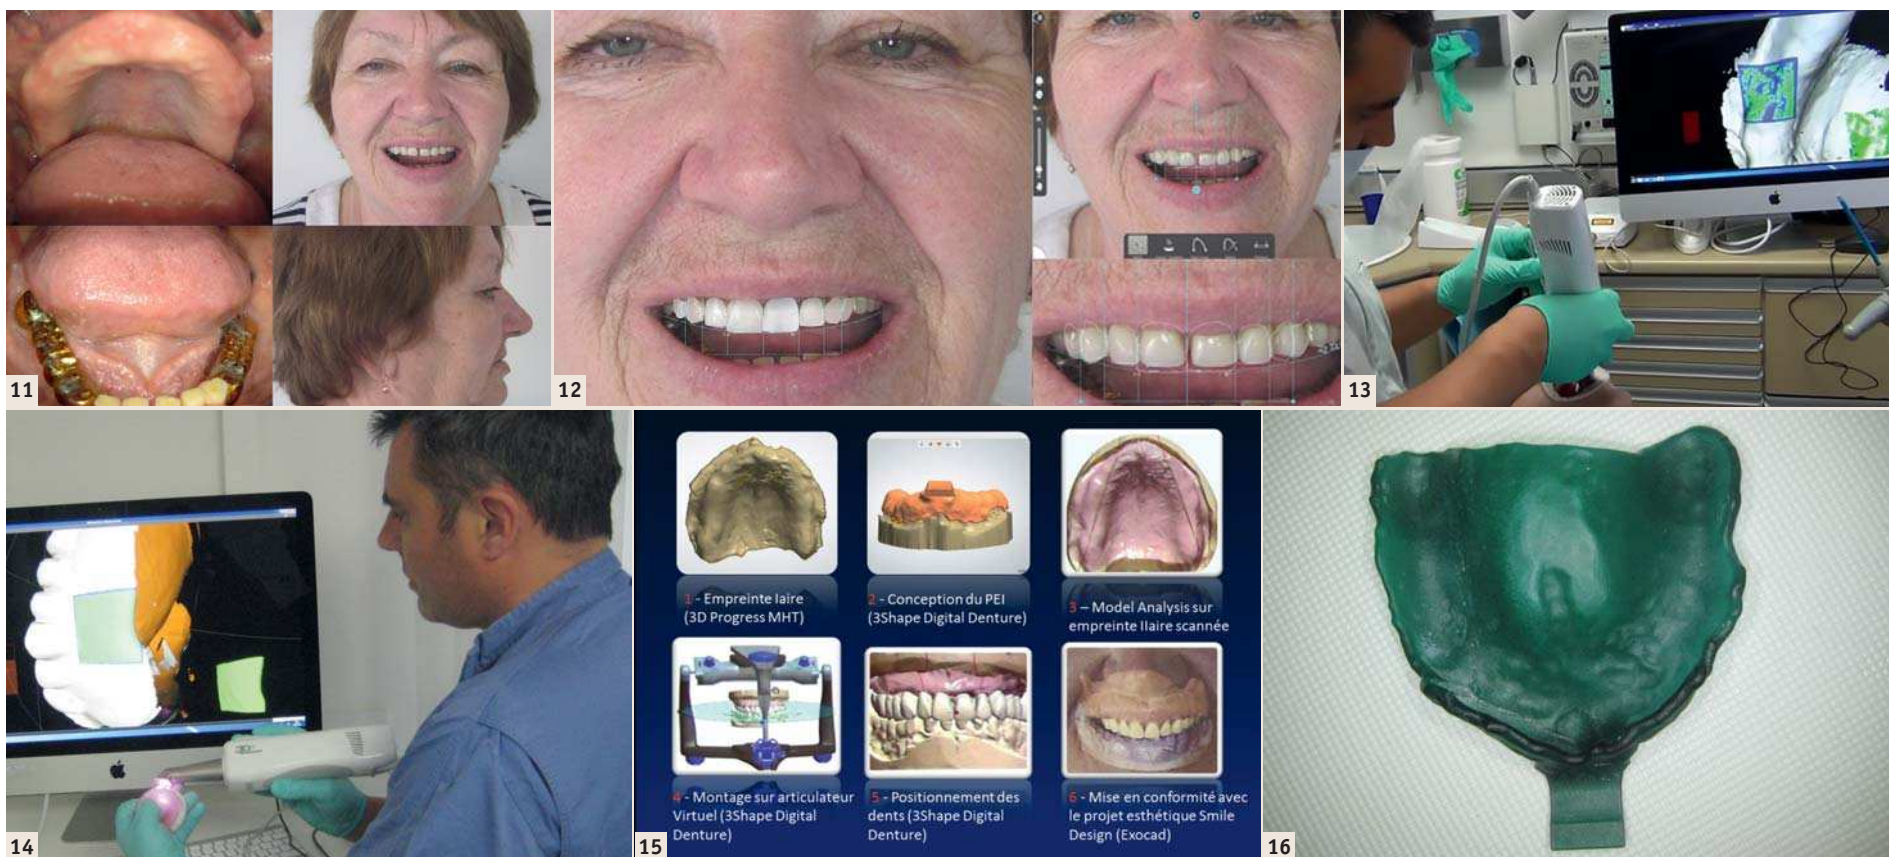 11
12
13
14
15
1 - Empreinte Iaire
(3D Progress MHT)
2 - Conception du PEI
(3Shape Digital Denture)
3 – Model Analysis sur
empreinte IIaire scannée
4 - Montage sur articulateur
Virtuel (3Shape Digital
Denture)
5 - Positionnement des
dents (3Shape Digital
Denture)
6 - Mise en conformité avec
le projet esthétique Smile
Design (Exocad)
16